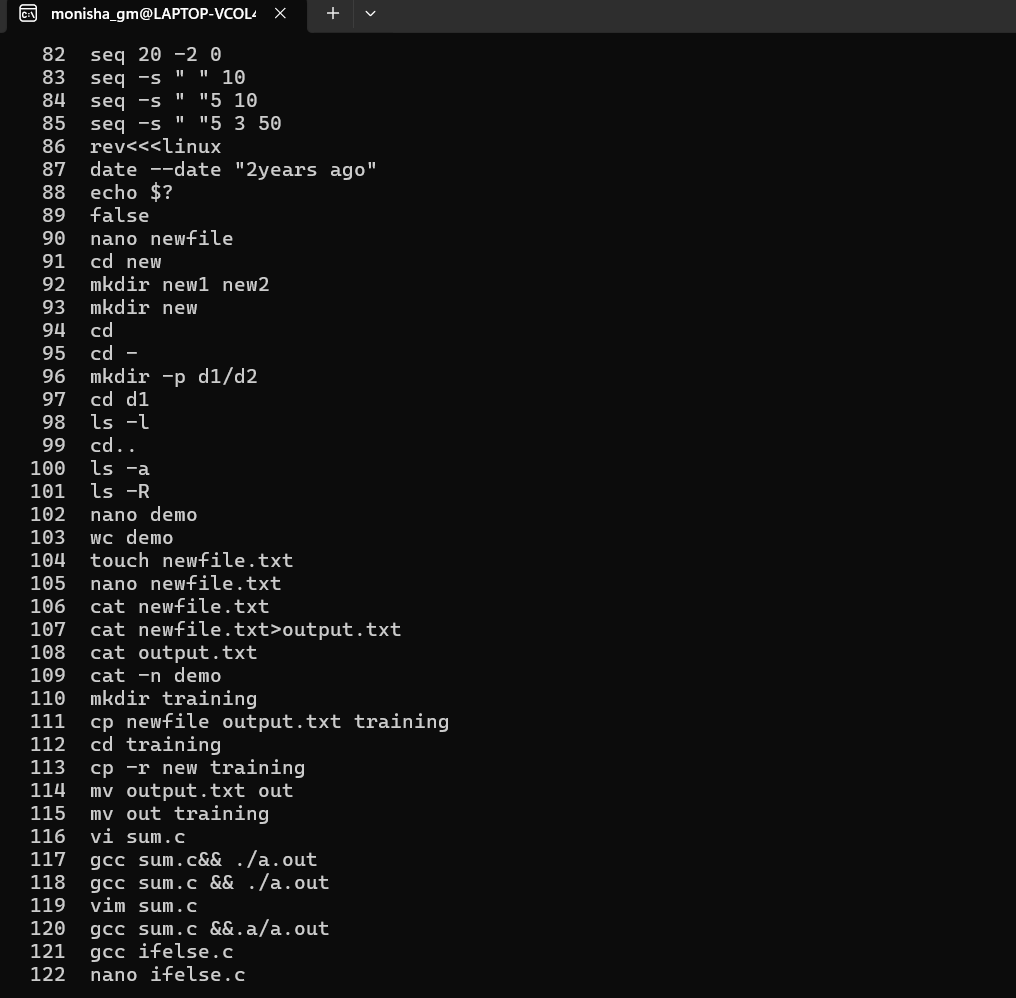 monisha_gm@LAPTOP-VCOL4
82 seq 20 -2 0
83 seq -s " " 10
84 seq -s " "5 10
85 seq -s " "5 3 50
86 rev<<<linux
87 date --date "2years ago"
88 echo $?
89 false
90 nano newfile
91 cd new
92 mkdir new1 new2
93 mkdir new
94 cd
95 cd -
96 mkdir -p d1/d2
97 cd d1
98 ls -l
99 cd..
100 ls -a
101 ls -R
102 nano demo
103 wc demo
104 touch newfile.txt
105 nano newfile.txt
106 cat newfile.txt
107 cat newfile.txt>output.txt
108 cat output.txt
109 cat -n demo
110 mkdir training
111 cp newfile output.txt training
112 cd training
113 cp -r new training
114 mv output.txt out
115 mv out training
116 vi sum.c
117 gcc sum.c&& ./a.out
118 gcc sum.c && ./a.out
119 vim sum.c
120 gcc sum.c &&.a/a.out
121 gcc ifelse.c
122 nano ifelse.c